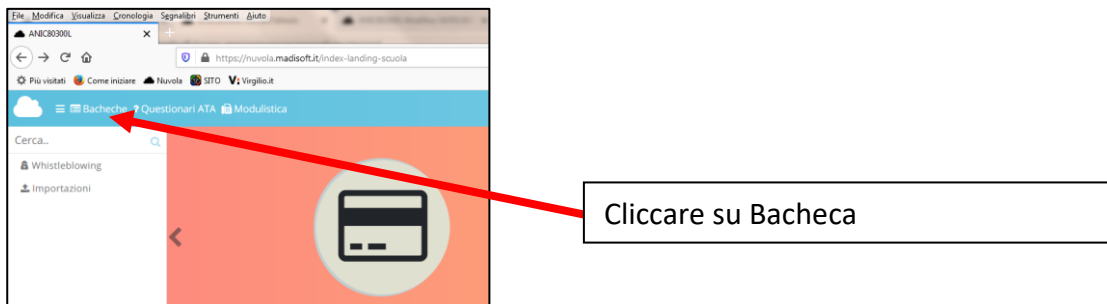 File Modifica Visualizza Cronologia Segnalibri Strumenti Aiuto
ANIC80300L
https://nuvola.madisoft.it/index-landing-scuola
Più visitati Come iniziare Nuvola SITO Virgilio.it
Bacheche ? Questionari ATA Modulistica
Cerca..
Whistleblowing
Importazioni
Cliccare su Bacheca